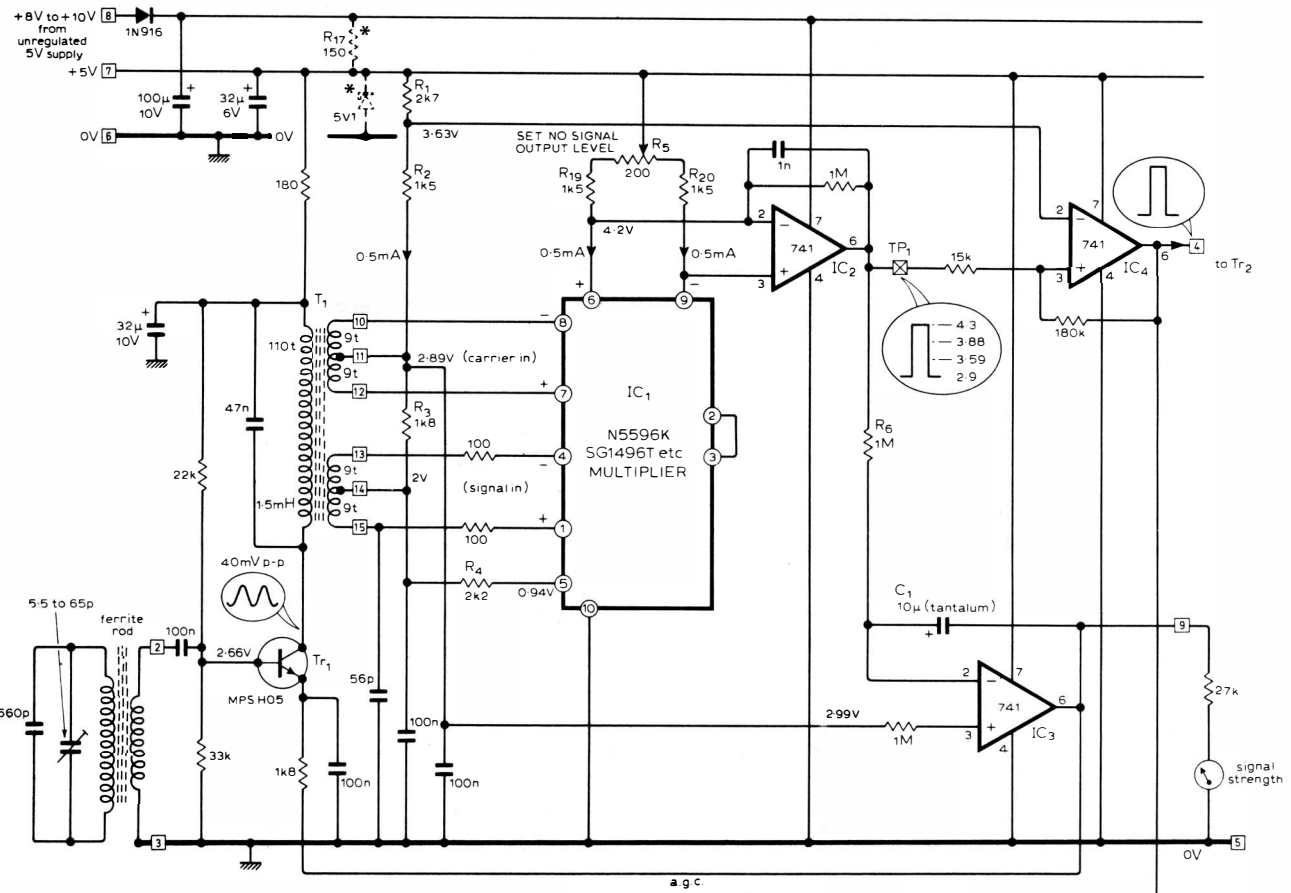 +8V to +10V
from
unregulated
5V supply
8
1N916
+5V
7
100μ
10V
+
32μ
6V
+
0V
6
0V
R17
150
*
*
5V1
R1
2k7
3·63V
R2
1k5
0·5mA
180
SET NO SIGNAL
OUTPUT LEVEL
R5
200
R19
1k5
R20
1k5
4·2V
0·5mA
0·5mA
+
6
9
−
1n
1M
2
−
741
+
3
7
6
4
IC2
TP1
15k
4·3
3·88
3·59
2·9
180k
2
−
741
+
3
7
6
4
IC4
4
to Tr2
32μ
10V
+
T1
110t
1·5mH
47n
22k
9t
9t
10
11
12
−
8
2·89V (carrier in)
+
7
R3
1k8
9t
9t
13
14
15
100
4
−
2V
(signal in)
+
1
100
R4
2k2
0·94V
5
10
IC1
N5596K
SG1496T etc
MULTIPLIER
2
3
R6
1M
40mV p-p
5·5 to 65p
ferrite
rod
2
100n
560p
2·66V
Tr1
MPS H05
33k
1k8
100n
56p
100n
100n
C1
10μ (tantalum)
+
2·99V
1M
2
−
741
+
3
7
6
4
IC3
9
27k
signal
strength
3
0V
5
a.g.c.